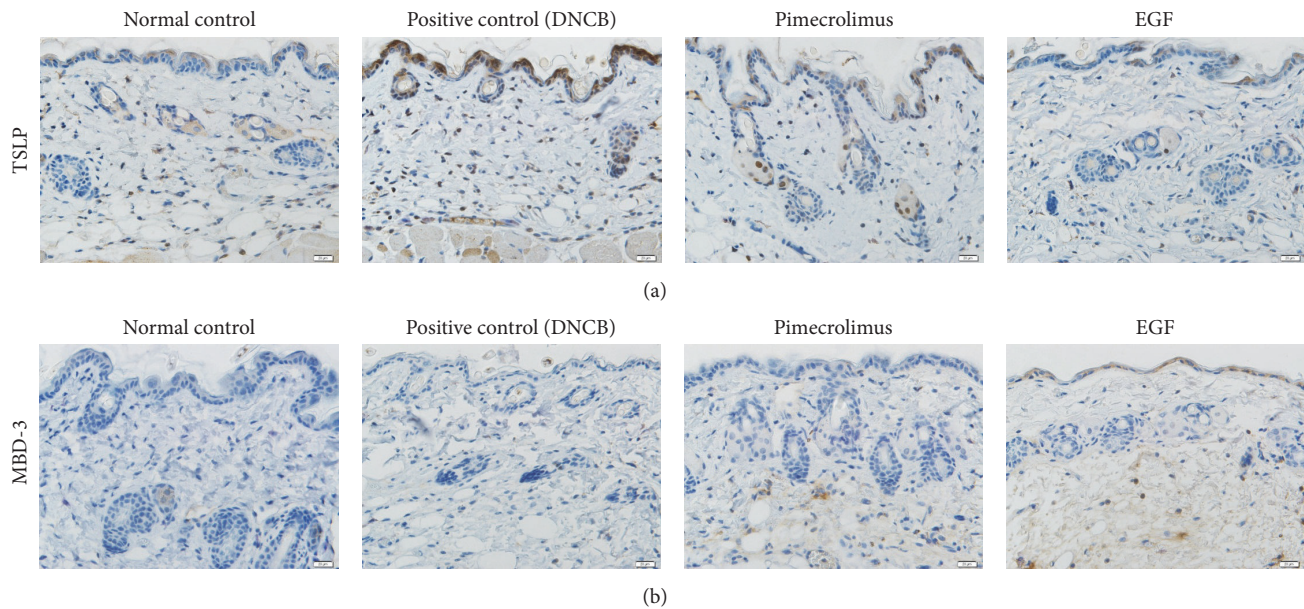 Normal control
Positive control (DNCB)
Pimecrolimus
EGF
TSLP
(a)
Normal control
Positive control (DNCB)
Pimecrolimus
EGF
MBD-3
(b)